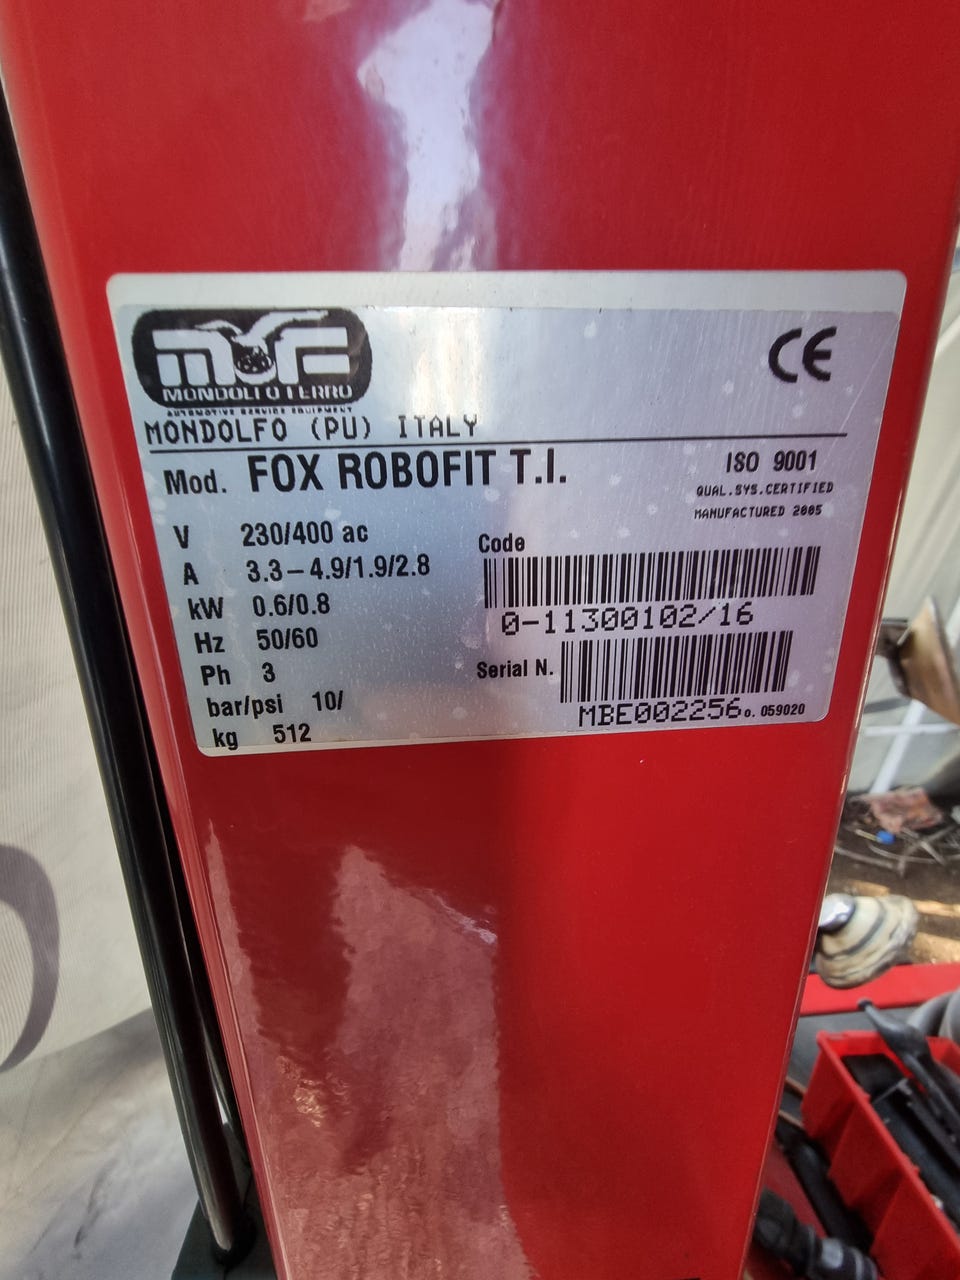 MONDOLFO FERRO
AUTOMOTIVE SERVICE EQUIPMENT
MONDOLFO (PU) ITALY
CE
Mod. FOX ROBOFIT T.I.
ISO 9001
QUAL.SYS.CERTIFIED
MANUFACTURED 2005
V 230/400 ac
A 3.3-4.9/1.9/2.8
kW 0.6/0.8
Hz 50/60
Ph 3
bar/psi 10/
kg 512
Code
0-11300102/16
Serial N.
MBE002256 o. 059020